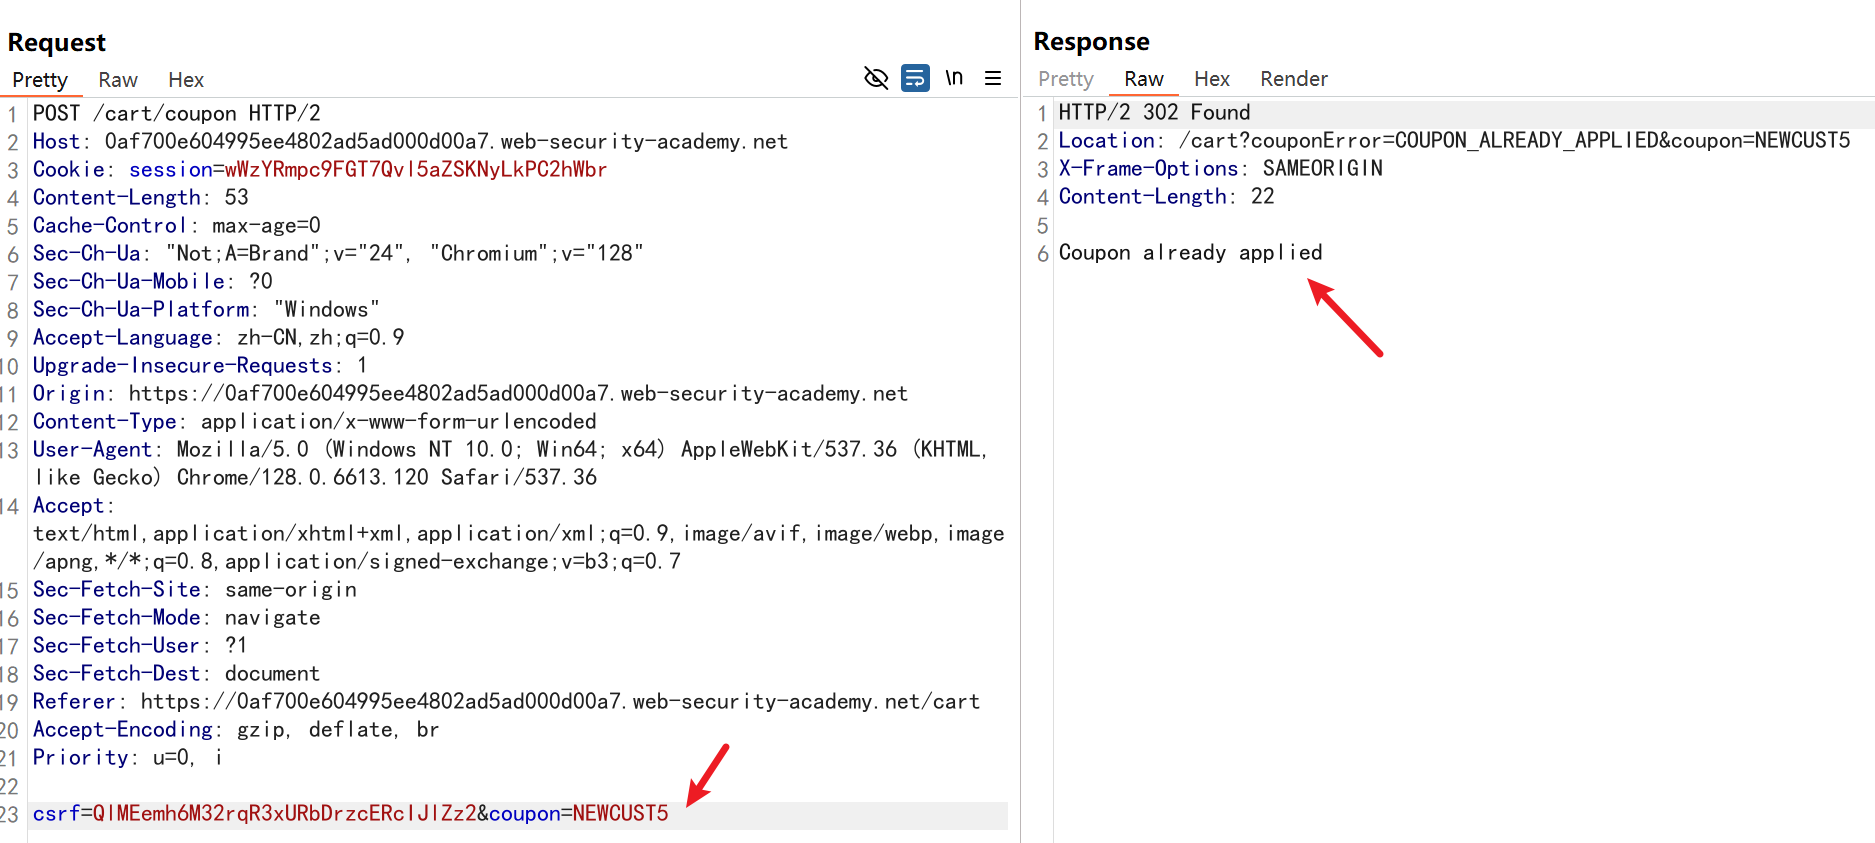 Request
Pretty Raw Hex \n
1 POST /cart/coupon HTTP/2
2 Host: 0af700e604995ee4802ad5ad000d00a7.web-security-academy.net
3 Cookie: session=wWzYRmpc9FGT7Qvl5aZSKNyLkPC2hWbr
4 Content-Length: 53
5 Cache-Control: max-age=0
6 Sec-Ch-Ua: "Not;A=Brand";v="24", "Chromium";v="128"
7 Sec-Ch-Ua-Mobile: ?0
8 Sec-Ch-Ua-Platform: "Windows"
9 Accept-Language: zh-CN,zh;q=0.9
10 Upgrade-Insecure-Requests: 1
11 Origin: https://0af700e604995ee4802ad5ad000d00a7.web-security-academy.net
12 Content-Type: application/x-www-form-urlencoded
13 User-Agent: Mozilla/5.0 (Windows NT 10.0; Win64; x64) AppleWebKit/537.36 (KHTML,
like Gecko) Chrome/128.0.6613.120 Safari/537.36
14 Accept:
text/html,application/xhtml+xml,application/xml;q=0.9,image/avif,image/webp,image
/apng,*/*;q=0.8,application/signed-exchange;v=b3;q=0.7
15 Sec-Fetch-Site: same-origin
16 Sec-Fetch-Mode: navigate
17 Sec-Fetch-User: ?1
18 Sec-Fetch-Dest: document
19 Referer: https://0af700e604995ee4802ad5ad000d00a7.web-security-academy.net/cart
20 Accept-Encoding: gzip, deflate, br
21 Priority: u=0, i
22
23 csrf=QlMEemh6M32rqR3xURbDrzcERcIJlZz2&coupon=NEWCUST5
Response
Pretty Raw Hex Render
1 HTTP/2 302 Found
2 Location: /cart?couponError=COUPON_ALREADY_APPLIED&coupon=NEWCUST5
3 X-Frame-Options: SAMEORIGIN
4 Content-Length: 22
5
6 Coupon already applied